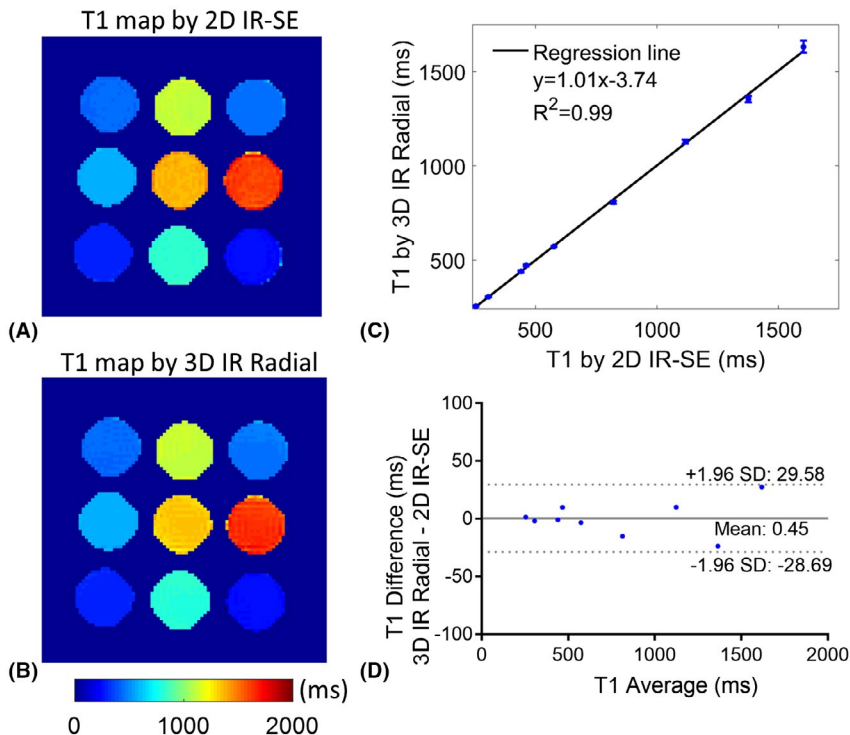 T1 map by 2D IR-SE
(A)
T1 map by 3D IR Radial
(B)
(ms)
0 1000 2000
T1 by 3D IR Radial (ms)
1500
1000
500
Regression line
y=1.01x-3.74
R²=0.99
500 1000 1500
(C)
T1 by 2D IR-SE (ms)
T1 Difference (ms)
3D IR Radial - 2D IR-SE
100
50
0
-50
-100
+1.96 SD: 29.58
Mean: 0.45
-1.96 SD: -28.69
0 500 1000 1500 2000
(D)
T1 Average (ms)